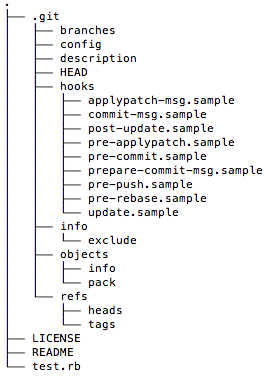 .
├── .git
│   ├── branches
│   ├── config
│   ├── description
│   ├── HEAD
│   ├── hooks
│   │   ├── applypatch-msg.sample
│   │   ├── commit-msg.sample
│   │   ├── post-update.sample
│   │   ├── pre-applypatch.sample
│   │   ├── pre-commit.sample
│   │   ├── prepare-commit-msg.sample
│   │   ├── pre-push.sample
│   │   ├── pre-rebase.sample
│   │   └── update.sample
│   ├── info
│   │   └── exclude
│   ├── objects
│   │   ├── info
│   │   └── pack
│   └── refs
│       ├── heads
│       └── tags
├── LICENSE
├── README
└── test.rb